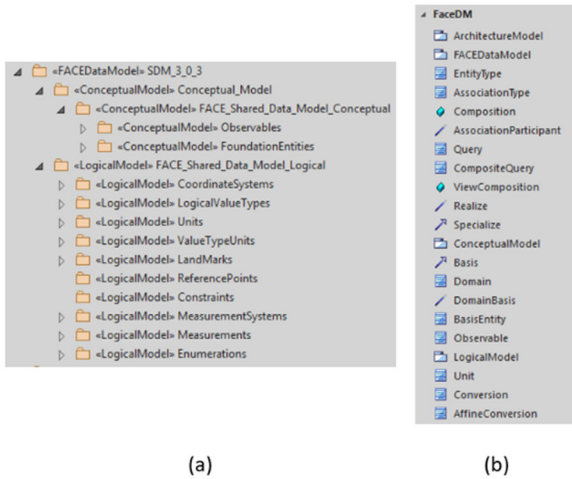 «FACEDataModel» SDM_3_0_3
«ConceptualModel» Conceptual_Model
«ConceptualModel» FACE_Shared_Data_Model_Conceptual
«ConceptualModel» Observables
«ConceptualModel» FoundationEntities
«LogicalModel» FACE_Shared_Data_Model_Logical
«LogicalModel» CoordinateSystems
«LogicalModel» LogicalValueTypes
«LogicalModel» Units
«LogicalModel» ValueTypeUnits
«LogicalModel» LandMarks
«LogicalModel» ReferencePoints
«LogicalModel» Constraints
«LogicalModel» MeasurementSystems
«LogicalModel» Measurements
«LogicalModel» Enumerations
(a)
FaceDM
ArchitectureModel
FACEDataModel
EntityType
AssociationType
Composition
AssociationParticipant
Query
CompositeQuery
ViewComposition
Realize
Specialize
ConceptualModel
Basis
Domain
DomainBasis
BasisEntity
Observable
LogicalModel
Unit
Conversion
AffineConversion
(b)